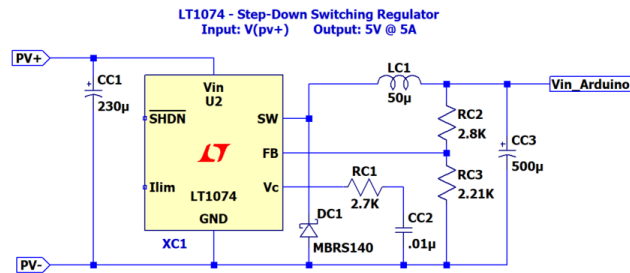 LT1074 - Step-Down Switching Regulator
Input: V(pv+) Output: 5V @ 5A
PV+
CC1
230µ
Vin
U2
SHDN
SW
FB
Ilim
Vc
LT1074
GND
XC1
LC1
50µ
Vin_Arduino
RC2
2.8K
CC3
500µ
RC1
2.7K
RC3
2.21K
DC1
MBRS140
CC2
.01µ
PV-